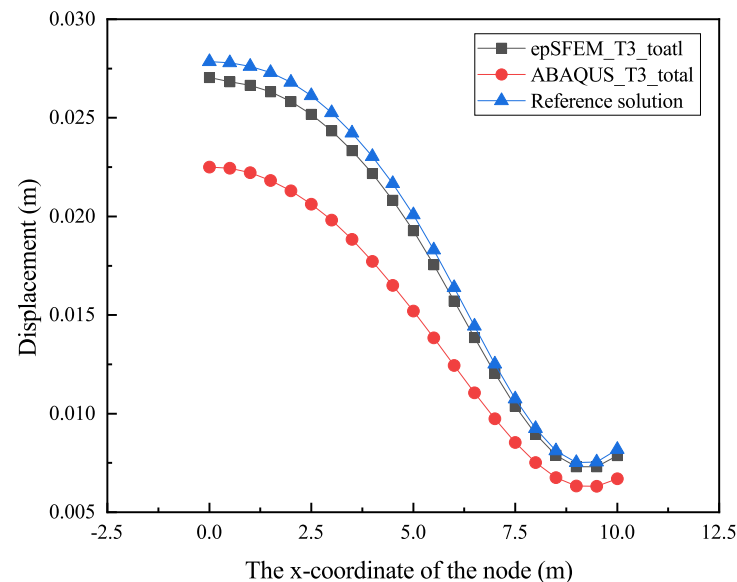 0.030
0.025
0.020
0.015
0.010
0.005
Displacement (m)
epSFEM_T3_toatl
ABAQUS_T3_total
Reference solution
-2.5
0.0
2.5
5.0
7.5
10.0
12.5
The x-coordinate of the node (m)